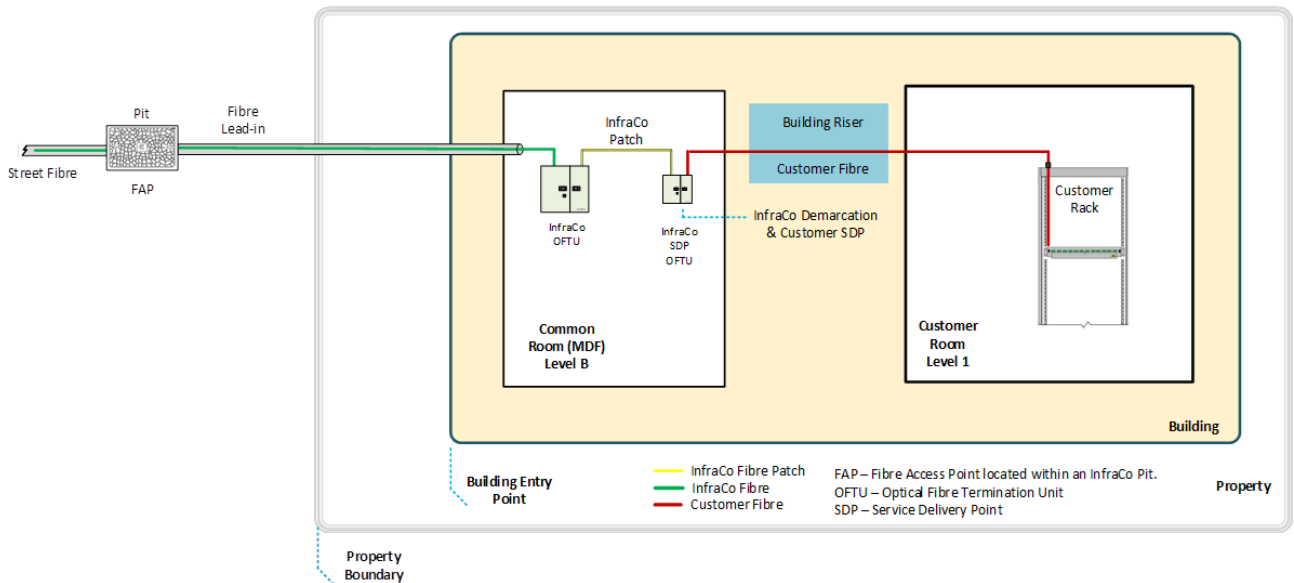 Pit
Fibre
Lead-in
Street Fibre
FAP
InfraCo
Patch
Building Riser
Customer Fibre
Customer
Rack
InfraCo
OFTU
InfraCo
SDP
OFTU
InfraCo Demarcation
& Customer SDP
Common
Room (MDF)
Level B
Customer
Room
Level 1
Building
Building Entry
Point
InfraCo Fibre Patch
InfraCo Fibre
Customer Fibre
FAP – Fibre Access Point located within an InfraCo Pit.
OFTU – Optical Fibre Termination Unit
SDP – Service Delivery Point
Property
Property
Boundary